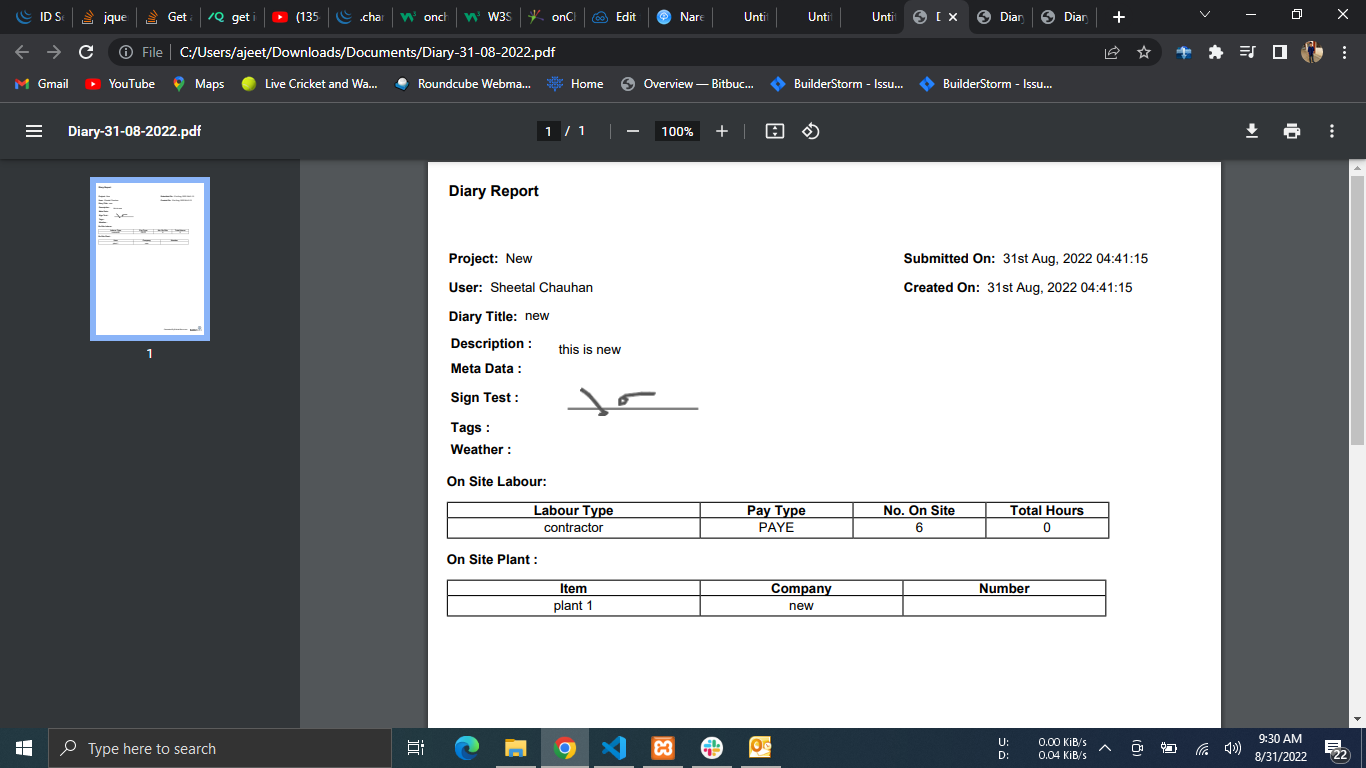 ID Se
jque
Get a
get i
(135
.cha
onch
W3S
onCl
Edit
Nare
Unti
Unti
Unti
Diar
Diar
File
C:/Users/ajeet/Downloads/Documents/Diary-31-08-2022.pdf
Gmail
YouTube
Maps
Live Cricket and Wa...
Roundcube Webma...
Home
Overview — Bitbuc...
BuilderStorm - Issu...
BuilderStorm - Issu...
Diary-31-08-2022.pdf
1 / 1
100%
1
Diary Report
Project: New
Submitted On: 31st Aug, 2022 04:41:15
User: Sheetal Chauhan
Created On: 31st Aug, 2022 04:41:15
Diary Title: new
Description :
this is new
Meta Data :
Sign Test :
Tags :
Weather :
On Site Labour:
Labour Type Pay Type No. On Site Total Hours
contractor PAYE 6 0
On Site Plant :
Item Company Number
plant 1 new
Type here to search
U: 0.00 KiB/s
D: 0.04 KiB/s
9:30 AM
8/31/2022
22